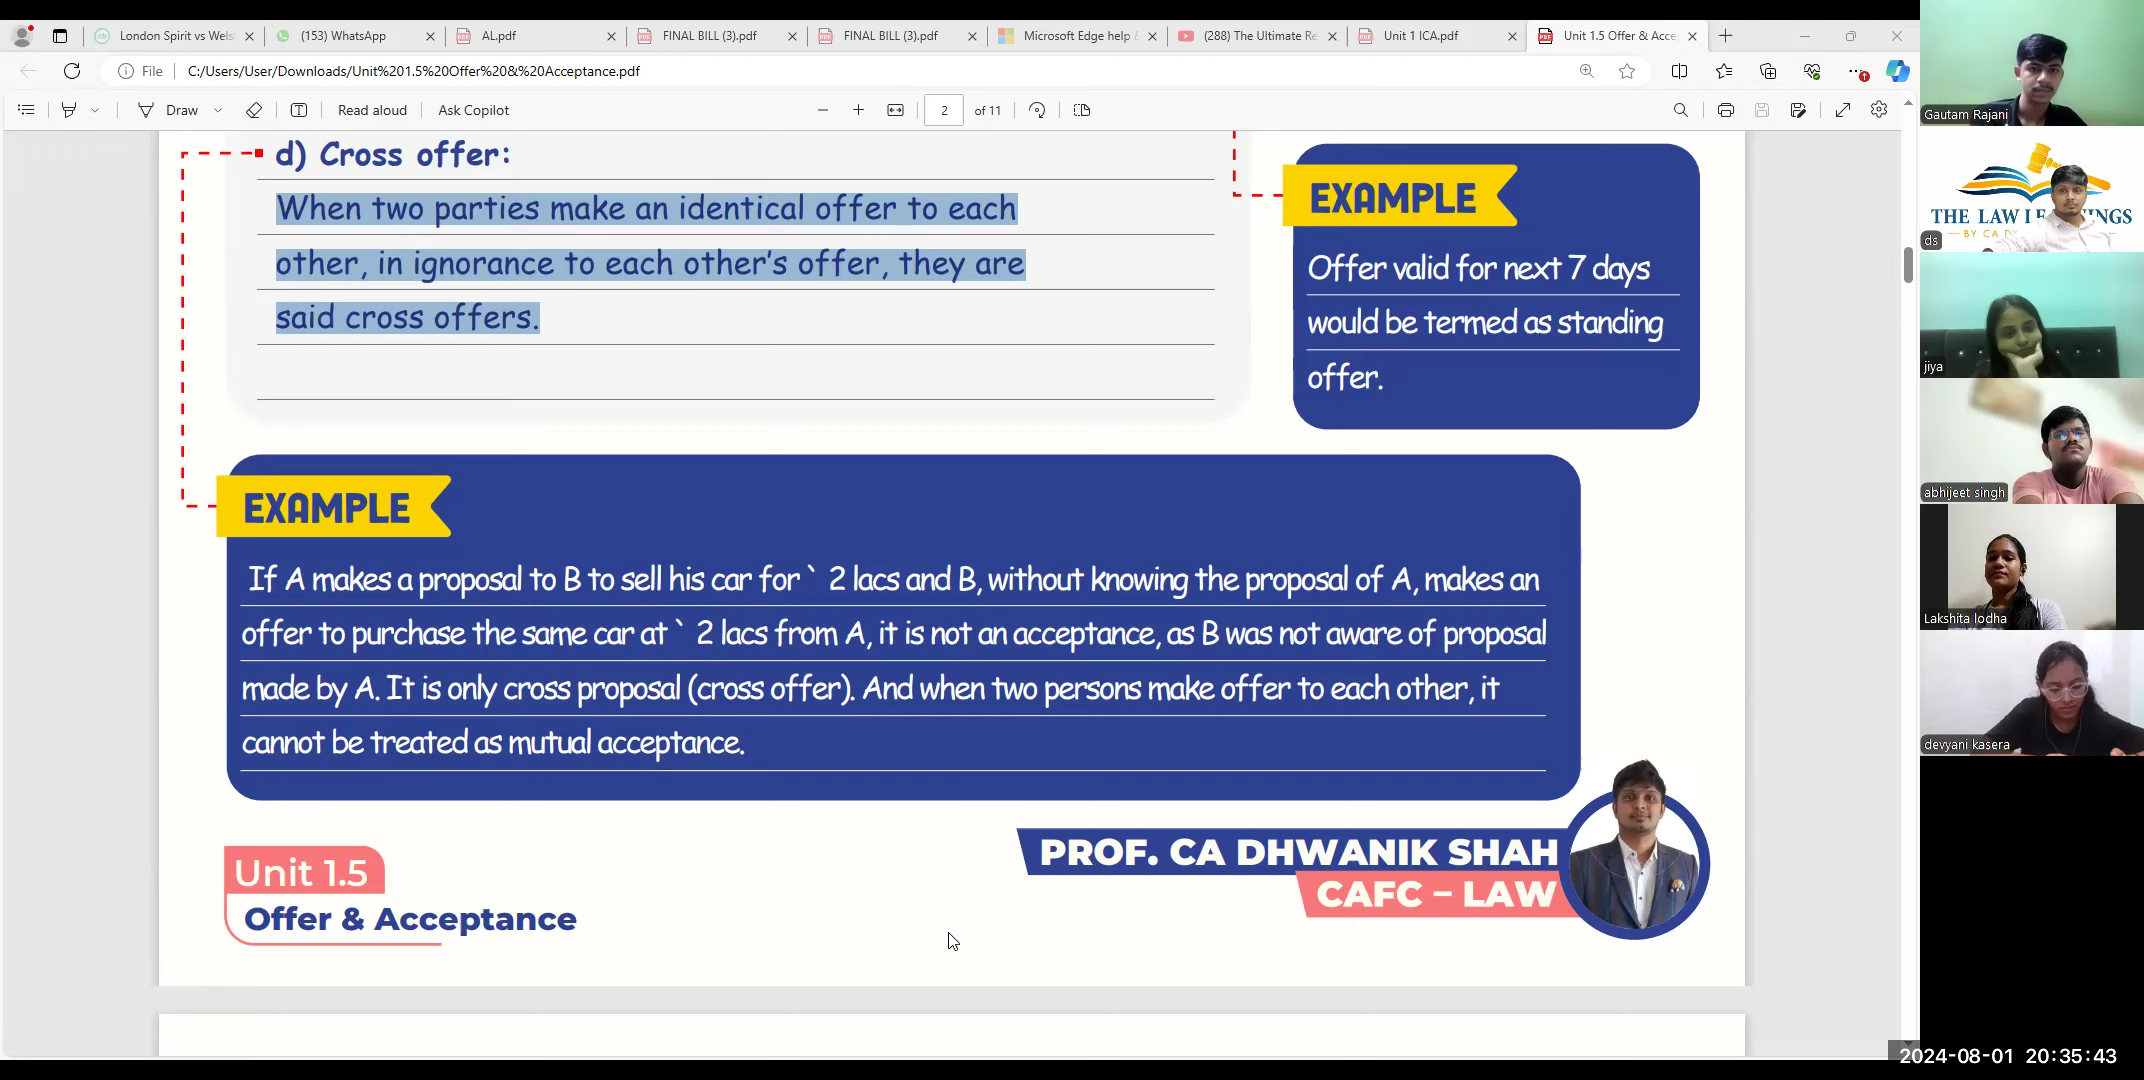 London Spirit vs Wels
(153) WhatsApp
AL.pdf
FINAL BILL (3).pdf
FINAL BILL (3).pdf
Microsoft Edge help &
(288) The Ultimate Re
Unit 1 ICA.pdf
Unit 1.5 Offer & Acce
File
C:/Users/User/Downloads/Unit%201.5%20Offer%20&%20Acceptance.pdf
Draw
Read aloud
Ask Copilot
2
of 11
d) Cross offer:
When two parties make an identical offer to each
other, in ignorance to each other's offer, they are
said cross offers.
EXAMPLE
Offer valid for next 7 days
would be termed as standing
offer.
EXAMPLE
If A makes a proposal to B to sell his car for ` 2 lacs and B, without knowing the proposal of A, makes an
offer to purchase the same car at ` 2 lacs from A, it is not an acceptance, as B was not aware of proposal
made by A. It is only cross proposal (cross offer). And when two persons make offer to each other, it
cannot be treated as mutual acceptance.
Unit 1.5
Offer & Acceptance
PROF. CA DHWANIK SHAH
CAFC – LAW
Gautam Rajani
THE LAW
NGS
ds
jiya
abhijeet singh
Lakshita lodha
devyani kasera
2024-08-01 20:35:43